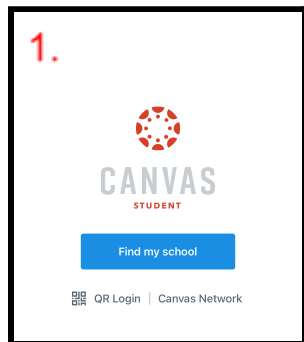 1.
CANVAS
STUDENT
Find my school
QR Login | Canvas Network